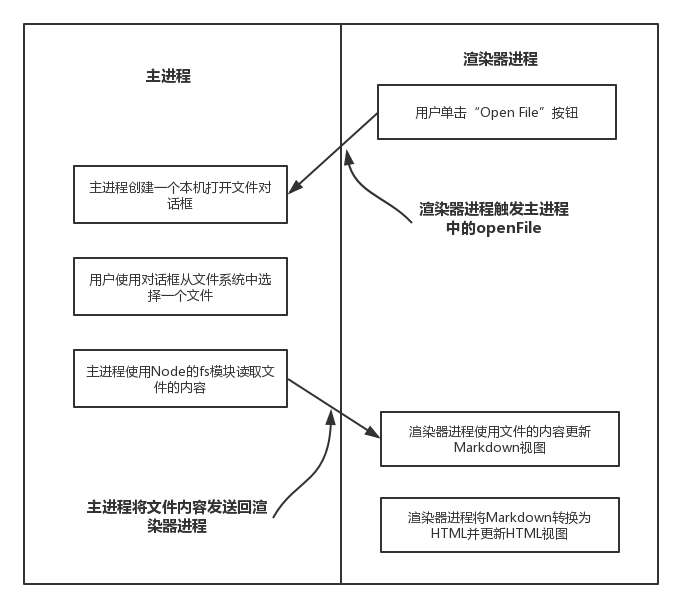 主进程
渲染器进程
用户单击“Open File”按钮
主进程创建一个本机打开文件对
话框
渲染器进程触发主进程
中的openFile
用户使用对话框从文件系统中选
择一个文件
主进程使用Node的fs模块读取文
件的内容
渲染器进程使用文件的内容更新
Markdown视图
主进程将文件内容发送回渲
染器进程
渲染器进程将Markdown转换为
HTML并更新HTML视图